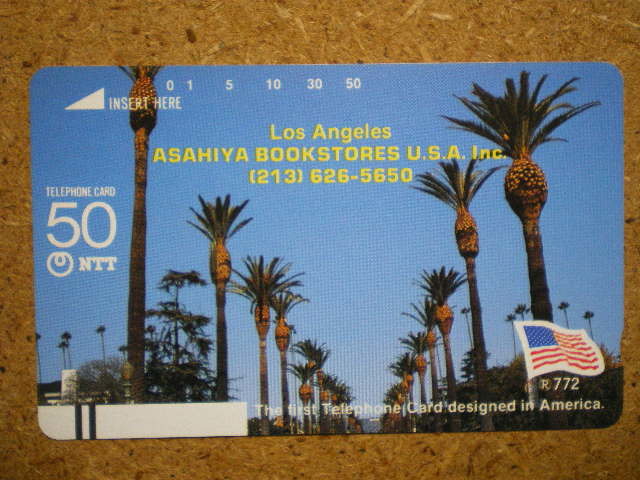 0 1 5 10 30 50
INSERT HERE
Los Angeles
ASAHIYA BOOKSTORES U.S.A. Inc.
(213) 626-5650
TELEPHONE CARD
50
NTT
R 772
The first Telephone Card designed in America.